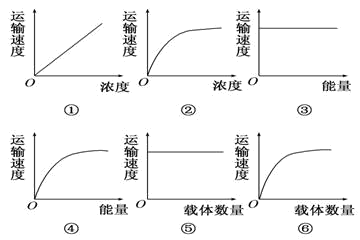 运输速度 O 浓度 ①
运输速度 O 浓度 ②
运输速度 O 能量 ③
运输速度 O 能量 ④
运输速度 O 载体数量 ⑤
运输速度 O 载体数量 ⑥